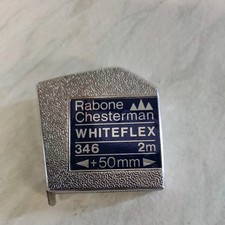 Rabone
Chesterman
WHITEFLEX
346 2m
+50mm